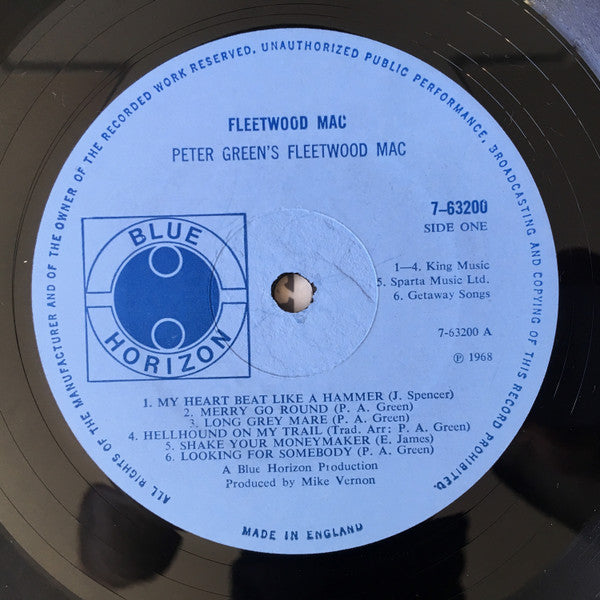 ALL RIGHTS OF THE MANUFACTURER AND OF THE OWNER OF THE RECORDED WORK RESERVED. UNAUTHORIZED PUBLIC PERFORMANCE, BROADCASTING AND COPYING OF THIS RECORD PROHIBITED.
FLEETWOOD MAC
PETER GREEN'S FLEETWOOD MAC
7–63200
SIDE ONE
BLUE
HORIZON
1—4. King Music
5. Sparta Music Ltd.
6. Getaway Songs
7-63200 A
℗ 1968
1. MY HEART BEAT LIKE A HAMMER (J. Spencer)
2. MERRY GO ROUND (P. A. Green)
3. LONG GREY MARE (P. A. Green)
4. HELLHOUND ON MY TRAIL (Trad. Arr: P. A. Green)
5. SHAKE YOUR MONEYMAKER (E. James)
6. LOOKING FOR SOMEBODY (P. A. Green)
A Blue Horizon Production
Produced by Mike Vernon
MADE IN ENGLAND